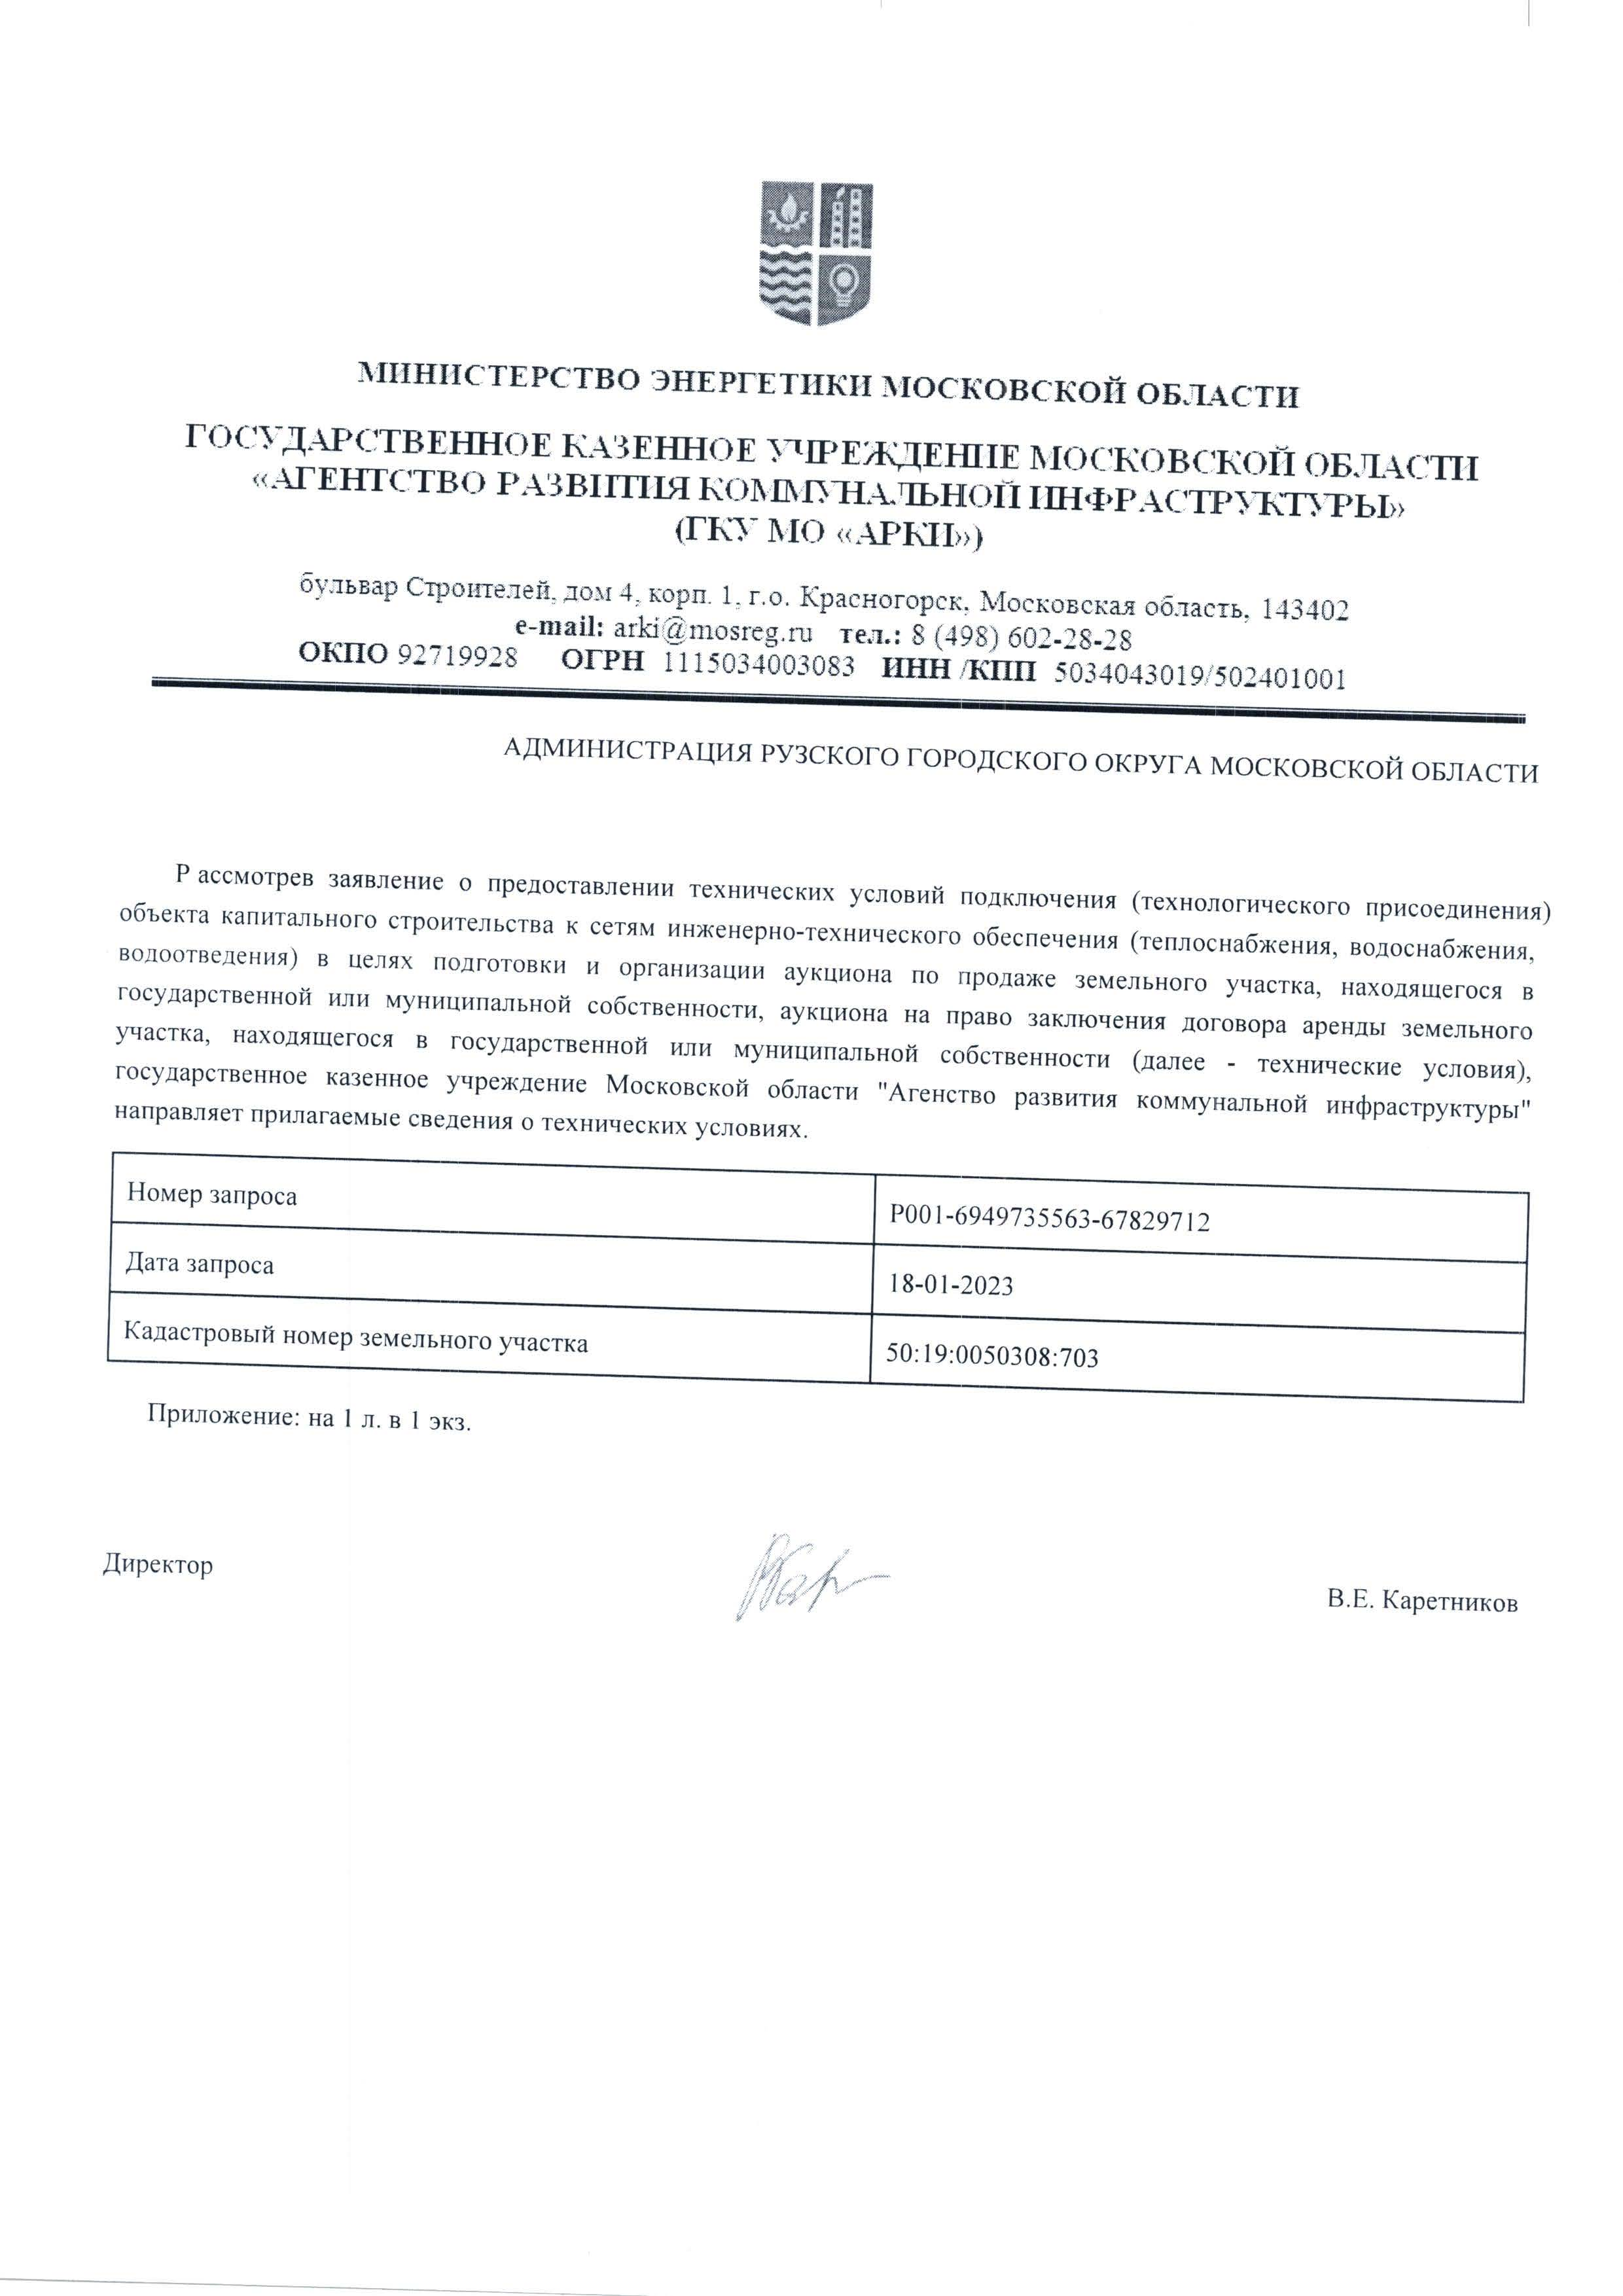 МИНИСТЕРСТВО ЭНЕРГЕТИКИ МОСКОВСКОЙ ОБЛАСТИ
ГОСУДАРСТВЕННОЕ КАЗЕННОЕ УЧРЕЖДЕНИЕ МОСКОВСКОЙ ОБЛАСТИ
«АГЕНТСТВО РАЗВИТИЯ КОММУНАЛЬНОЙ ИНФРАСТРУКТУРЫ»
(ГКУ МО «АРКИ»)
бульвар Строителей, дом 4, корп. 1, г.о. Красногорск, Московская область, 143402
e-mail: arki@mosreg.ru тел.: 8 (498) 602-28-28
ОКПО 92719928 ОГРН 1115034003083 ИНН /КПП 5034043019/502401001
АДМИНИСТРАЦИЯ РУЗСКОГО ГОРОДСКОГО ОКРУГА МОСКОВСКОЙ ОБЛАСТИ
Р ассмотрев заявление о предоставлении технических условий подключения (технологического присоединения)
объекта капитального строительства к сетям инженерно-технического обеспечения (теплоснабжения, водоснабжения,
водоотведения) в целях подготовки и организации аукциона по продаже земельного участка, находящегося в
государственной или муниципальной собственности, аукциона на право заключения договора аренды земельного
участка, находящегося в государственной или муниципальной собственности (далее - технические условия),
государственное казенное учреждение Московской области "Агенство развития коммунальной инфраструктуры"
направляет прилагаемые сведения о технических условиях.
Номер запроса P001-6949735563-67829712
Дата запроса 18-01-2023
Кадастровый номер земельного участка 50:19:0050308:703
Приложение: на 1 л. в 1 экз.
Директор В.Е. Каретников